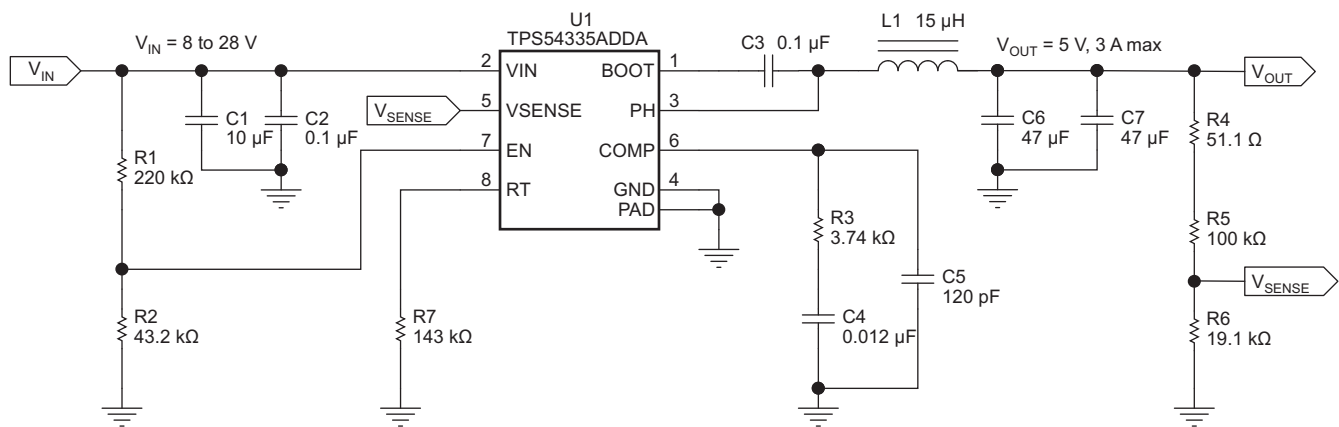 U1
TPS54335ADDA
L1 15 µH
V_IN = 8 to 28 V
C3 0.1 µF
V_OUT = 5 V, 3 A max
V_IN
2 VIN BOOT 1
V_OUT
V_SENSE
5 VSENSE PH 3
C1
10 µF
C2
0.1 µF
C6
47 µF
C7
47 µF
R4
51.1 Ω
7 EN COMP 6
R1
220 kΩ
8 RT GND 4
PAD
R3
3.74 kΩ
R5
100 kΩ
C5
120 pF
V_SENSE
R2
43.2 kΩ
R7
143 kΩ
C4
0.012 µF
R6
19.1 kΩ